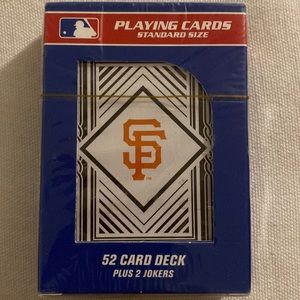 PLAYING CARDS
STANDARD SIZE
SF
52 CARD DECK
PLUS 2 JOKERS